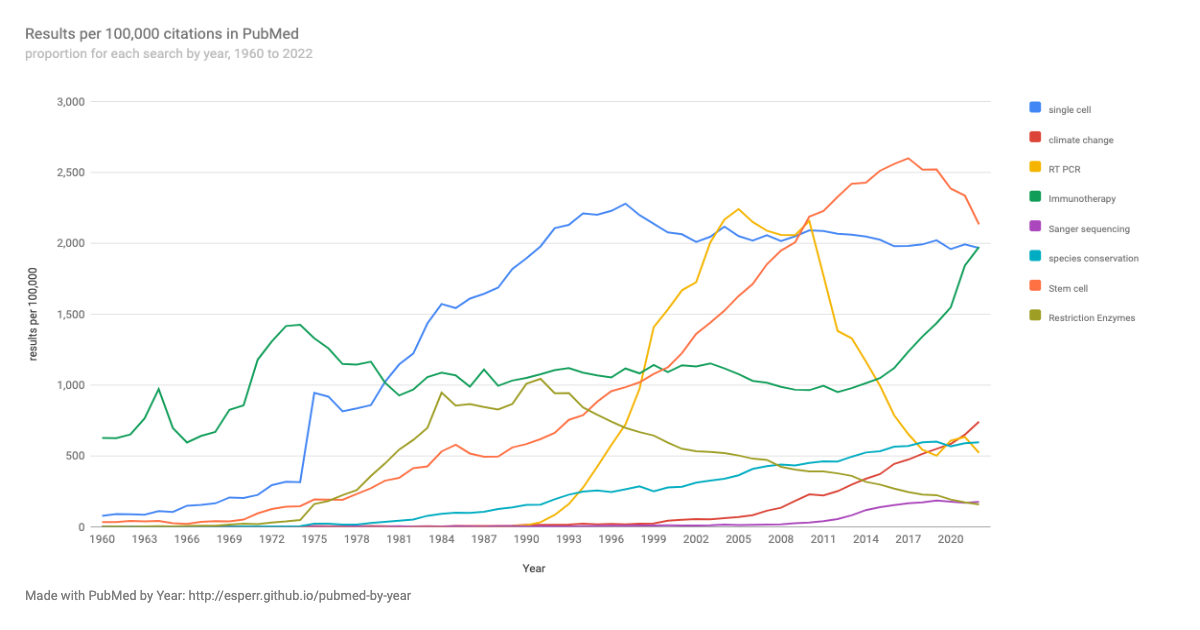 Results per 100,000 citations in PubMed
proportion for each search by year, 1960 to 2022
3,000
2,500
2,000
1,500
1,000
500
0
results per 100,000
1960 1963 1966 1969 1972 1975 1978 1981 1984 1987 1990 1993 1996 1999 2002 2005 2008 2011 2014 2017 2020
Year
single cell
climate change
RT PCR
Immunotherapy
Sanger sequencing
species conservation
Stem cell
Restriction Enzymes
Made with PubMed by Year: http://esperr.github.io/pubmed-by-year